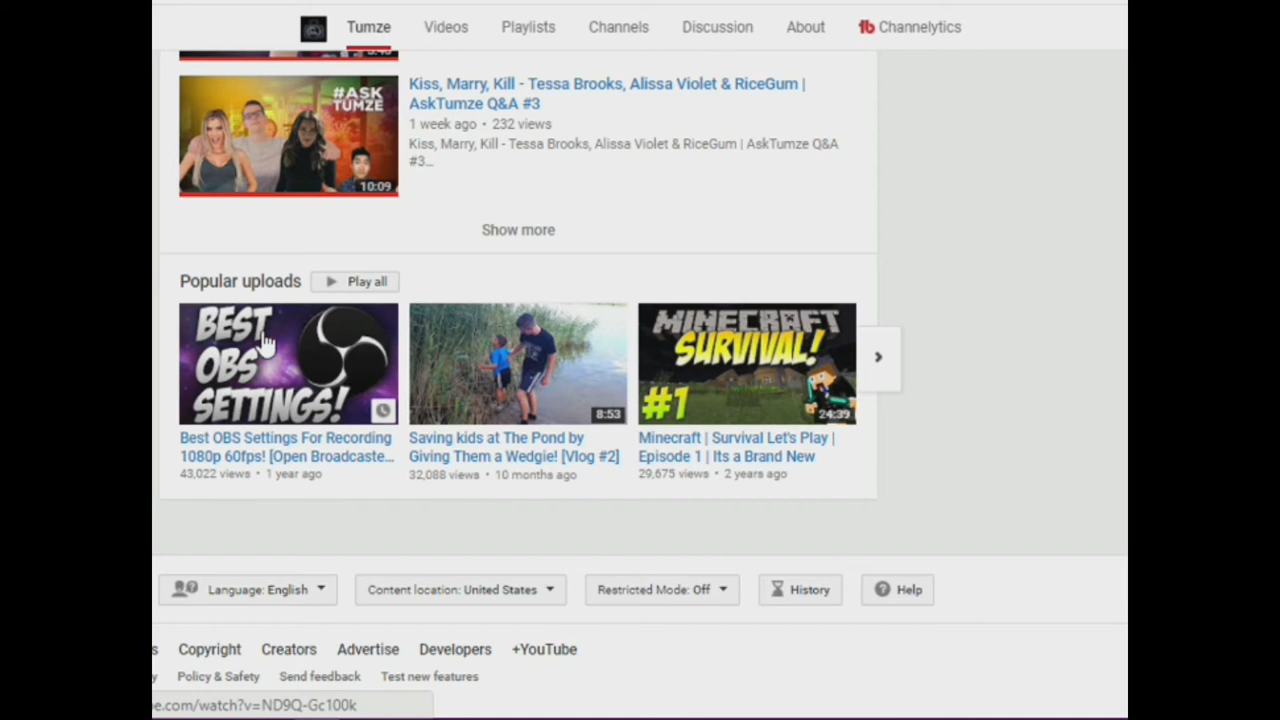 Tumze Videos Playlists Channels Discussion About Channelytics
#ASK
TUMZE
10:09
Kiss, Marry, Kill - Tessa Brooks, Alissa Violet & RiceGum |
AskTumze Q&A #3
1 week ago • 232 views
Kiss, Marry, Kill - Tessa Brooks, Alissa Violet & RiceGum | AskTumze Q&A
#3...
Show more
Popular uploads Play all
BEST
OBS
SETTINGS!
8:53
MINECRAFT
SURVIVAL!
#1
24:39
Best OBS Settings For Recording
1080p 60fps! [Open Broadcaste...
43,022 views • 1 year ago
Saving kids at The Pond by
Giving Them a Wedgie! [Vlog #2]
32,088 views • 10 months ago
Minecraft | Survival Let's Play |
Episode 1 | Its a Brand New
29,675 views • 2 years ago
Language: English Content location: United States Restricted Mode: Off History Help
s Copyright Creators Advertise Developers +YouTube
y Policy & Safety Send feedback Test new features
be.com/watch?v=ND9Q-Gc100k